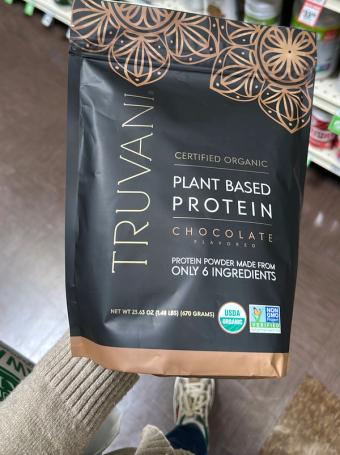 TRUVANI
CERTIFIED ORGANIC
PLANT BASED
PROTEIN
CHOCOLATE
FLAVORED
PROTEIN POWDER MADE FROM
ONLY 6 INGREDIENTS
NET WT 23.63 OZ (1.48 LBS) (670 GRAMS)
USDA
ORGANIC
NON
GMO
Project
VERIFIED